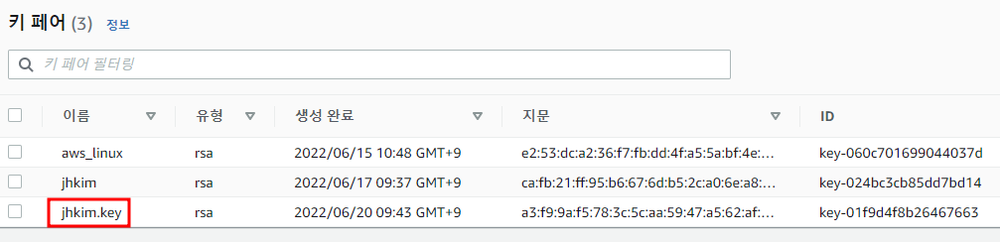 키 페어 (3) 정보
키 페어 필터링
이름 유형 생성 완료 지문 ID
aws_linux rsa 2022/06/15 10:48 GMT+9 e2:53:dc:a2:36:f7:fb:dd:4f:a5:5a:bf:4e:... key-060c701699044037d
jhkim rsa 2022/06/17 09:37 GMT+9 ca:fb:21:ff:95:b6:67:6d:b5:2c:a0:6e:a8:... key-024bc3cb85dd7bd14
jhkim.key rsa 2022/06/20 09:43 GMT+9 a3:f9:9a:f5:78:3c:5c:aa:59:47:a5:62:af:... key-01f9d4f8b26467663